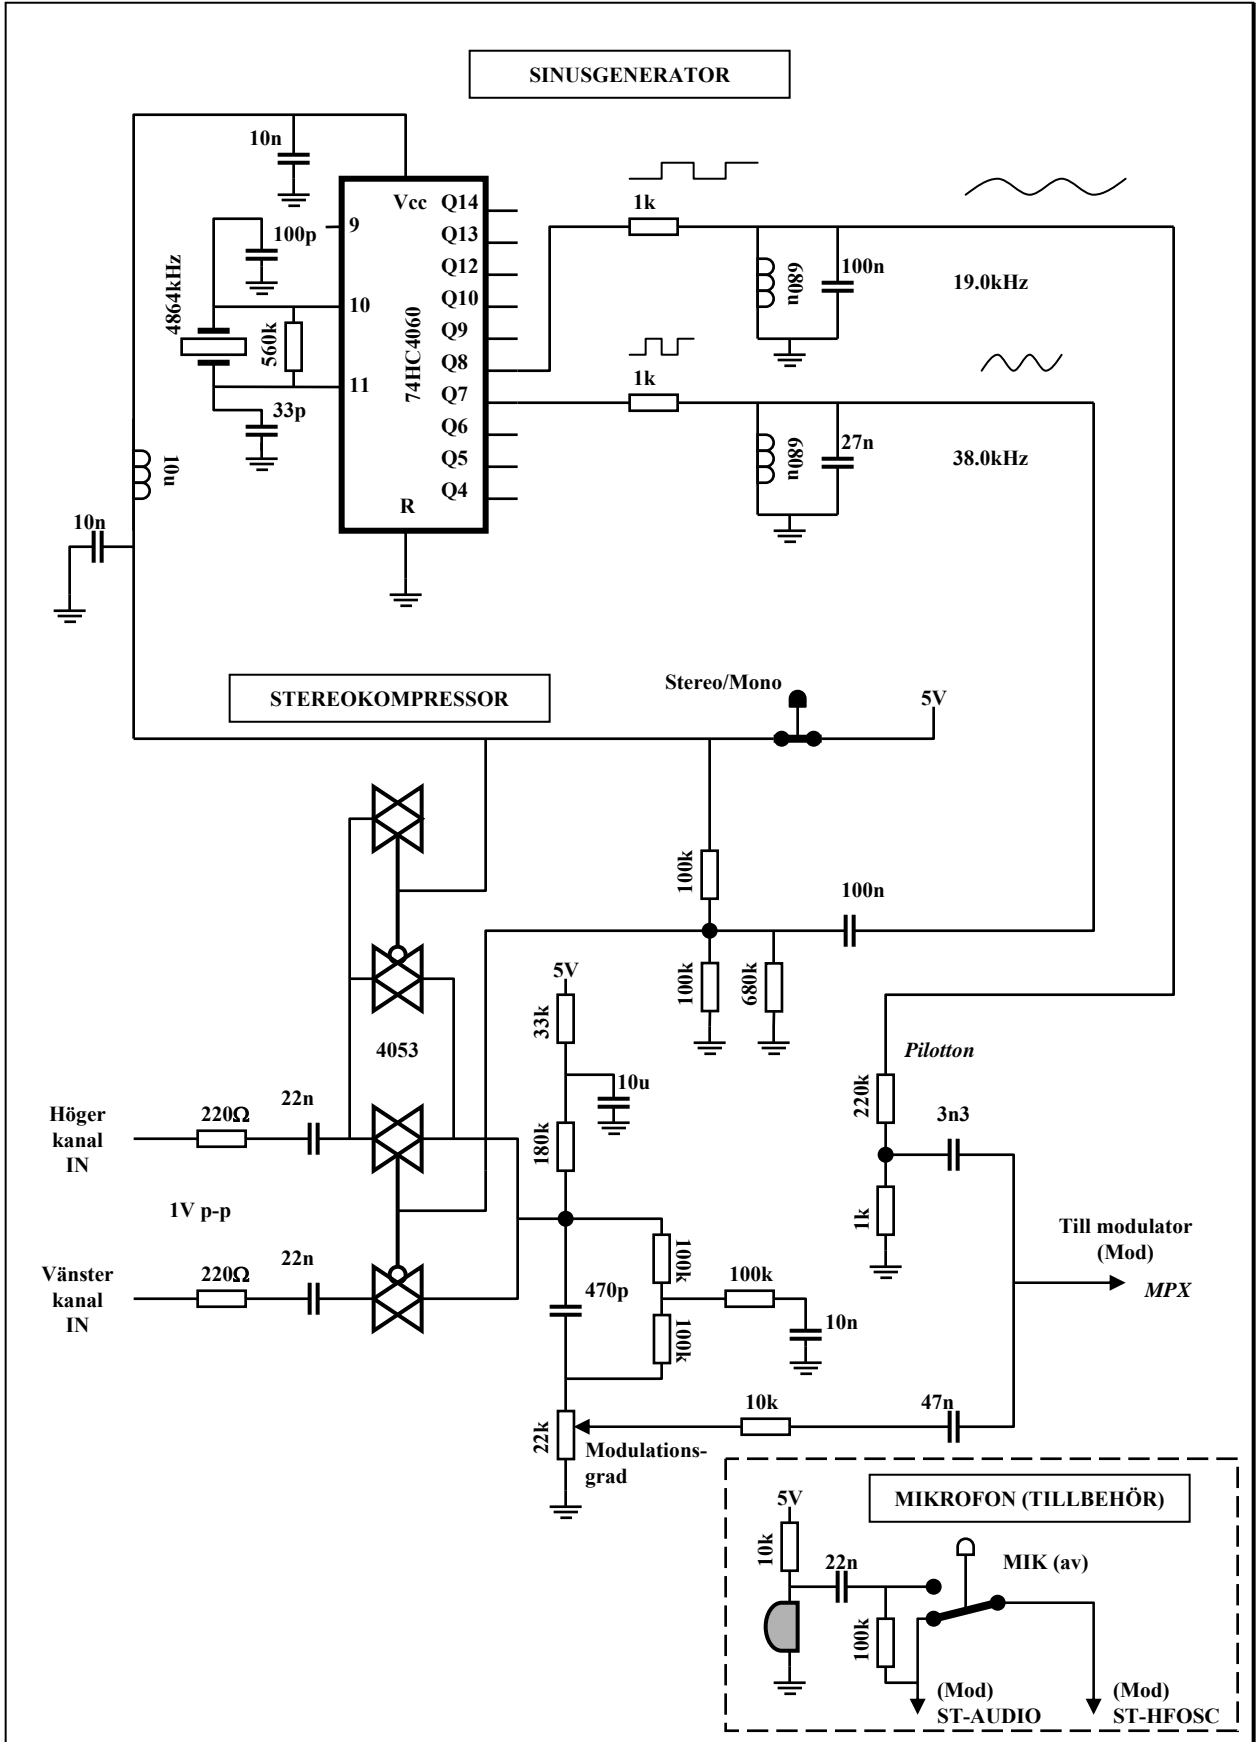 SINUSGENERATOR
10n
Vcc
Q14
Q13
Q12
Q10
Q9
Q8
Q7
Q6
Q5
Q4
9
10
11
R
74HC4060
100p
4864kHz
560k
33p
10u
10n
1k
680u
100n
19.0kHz
1k
680u
27n
38.0kHz
STEREOKOMPRESSOR
Stereo/Mono
5V
100k
100n
100k
680k
4053
5V
33k
10u
180k
Pilotton
220k
3n3
1k
Höger
kanal
IN
220Ω
22n
1V p-p
Vänster
kanal
IN
220Ω
22n
470p
100k
100k
100k
10n
Till modulator
(Mod)
MPX
22k
Modulations-
grad
10k
47n
MIKROFON (TILLBEHÖR)
5V
10k
22n
MIK (av)
100k
(Mod)
ST-AUDIO
(Mod)
ST-HFOSC